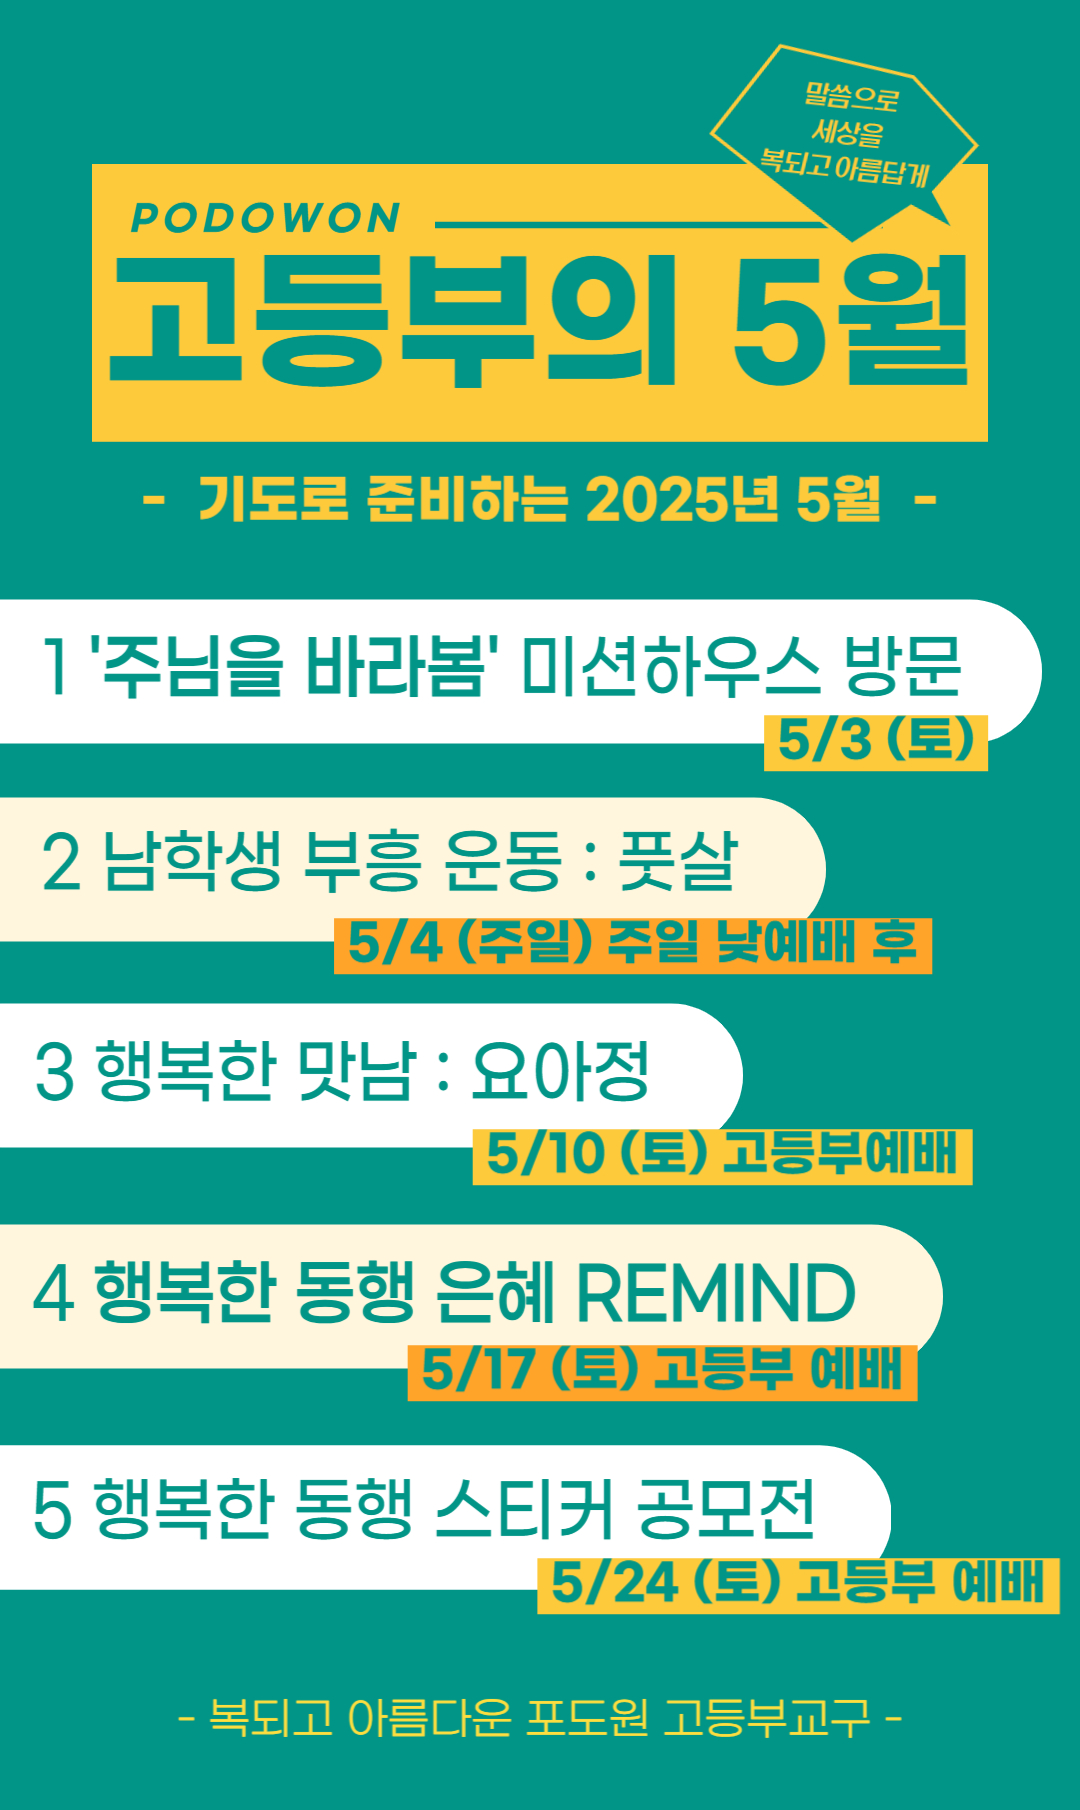 말씀으로
세상을
복되고 아름답게
PODOWON
고등부의 5월
- 기도로 준비하는 2025년 5월 -
1 '주님을 바라봄' 미션하우스 방문
5/3 (토)
2 남학생 부흥 운동 : 풋살
5/4 (주일) 주일 낮예배 후
3 행복한 맛남 : 요아정
5/10 (토) 고등부예배
4 행복한 동행 은혜 REMIND
5/17 (토) 고등부 예배
5 행복한 동행 스티커 공모전
5/24 (토) 고등부 예배
- 복되고 아름다운 포도원 고등부교구 -